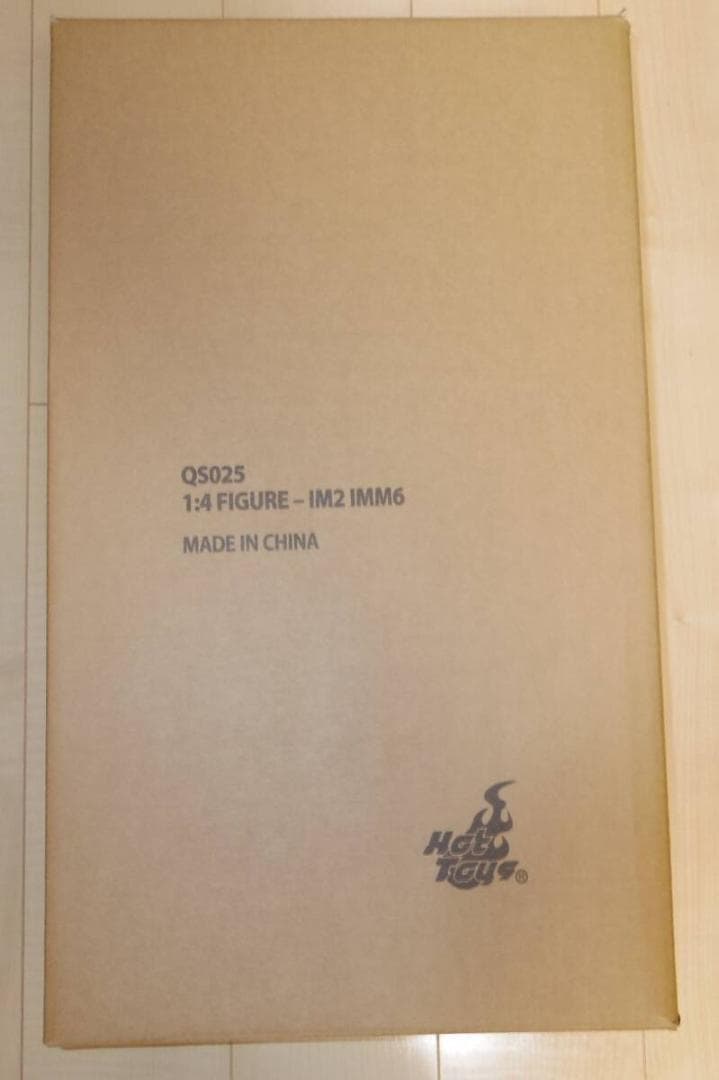 QS025
1:4 FIGURE – IM2 IMM6
MADE IN CHINA
Hot
Toys®